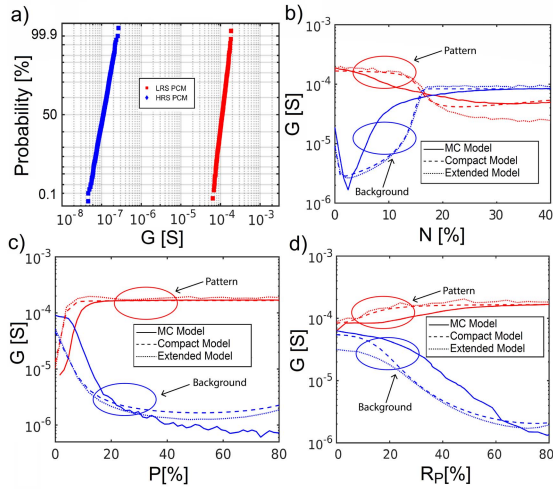 a)
Probability [%]
99.9
50
0.1
LRS PCM
HRS PCM
10^-8
10^-7
10^-6
10^-5
10^-4
10^-3
G [S]
b)
G [S]
10^-3
10^-4
10^-5
10^-6
Pattern
Background
MC Model
Compact Model
Extended Model
0
10
20
30
40
N [%]
c)
G [S]
10^-3
10^-4
10^-5
10^-6
Pattern
MC Model
Compact Model
Extended Model
Background
0
20
40
60
80
P[%]
d)
G [S]
10^-3
10^-4
10^-5
10^-6
Pattern
MC Model
Compact Model
Extended Model
Background
0
20
40
60
80
R_P[%]